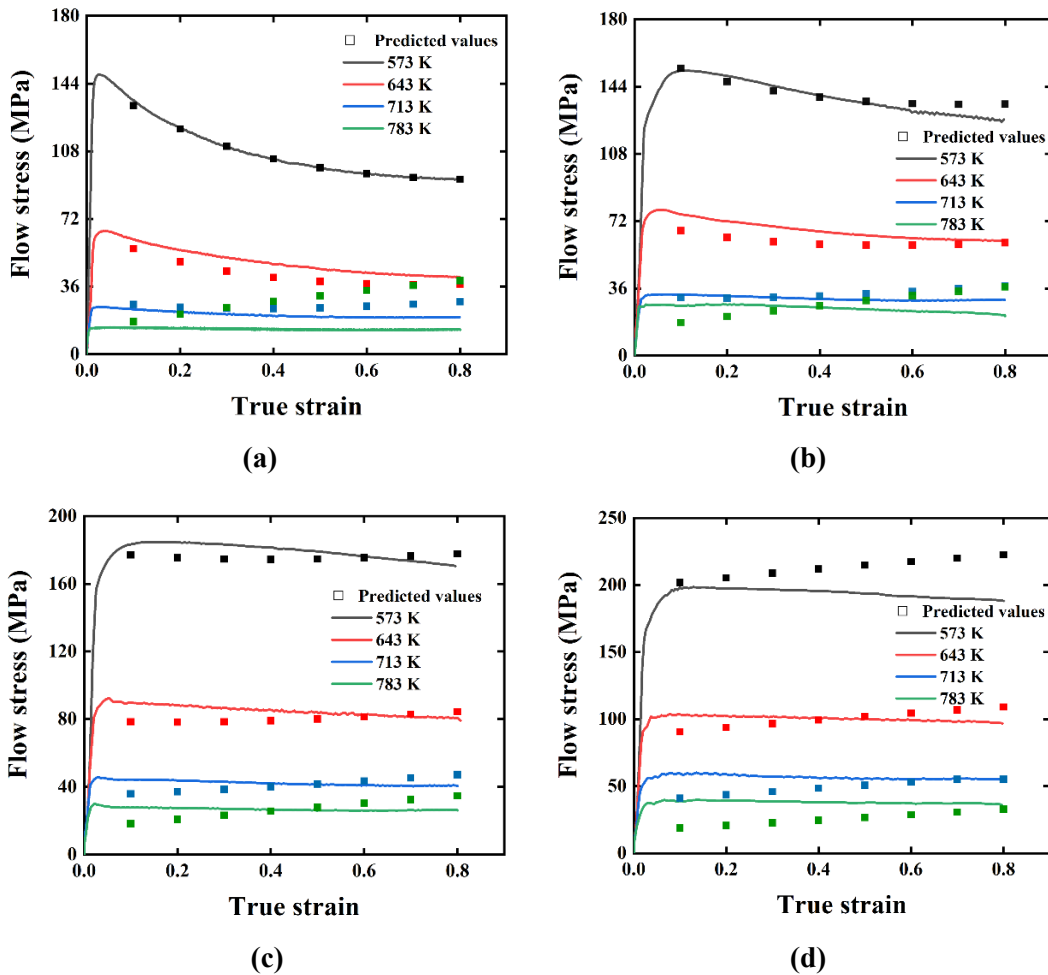 180
144
108
72
36
0
Flow stress (MPa)
Predicted values
573 K
643 K
713 K
783 K
0.0 0.2 0.4 0.6 0.8
True strain
(a)
180
144
108
72
36
0
Flow stress (MPa)
Predicted values
573 K
643 K
713 K
783 K
0.0 0.2 0.4 0.6 0.8
True strain
(b)
200
160
120
80
40
0
Flow stress (MPa)
Predicted values
573 K
643 K
713 K
783 K
0.0 0.2 0.4 0.6 0.8
True strain
(c)
250
200
150
100
50
0
Flow stress (MPa)
Predicted values
573 K
643 K
713 K
783 K
0.0 0.2 0.4 0.6 0.8
True strain
(d)